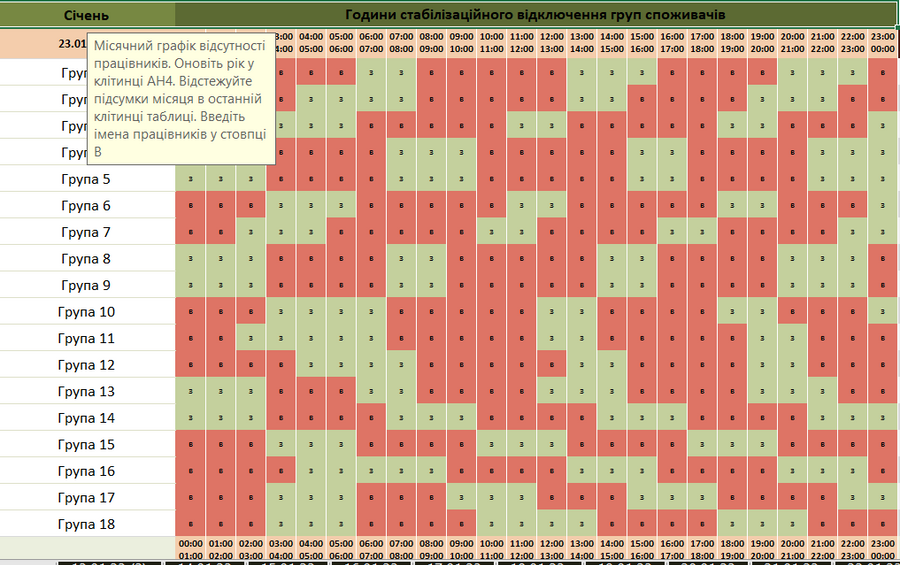 Січень Години стабілізаційного відключення груп споживачів
23.01 3:00 04:00 05:00 06:00 07:00 08:00 09:00 10:00 11:00 12:00 13:00 14:00 15:00 16:00 17:00 18:00 19:00 20:00 21:00 22:00 23:00
4:00 05:00 06:00 07:00 08:00 09:00 10:00 11:00 12:00 13:00 14:00 15:00 16:00 17:00 18:00 19:00 20:00 21:00 22:00 23:00 00:00
Місячний графік відсутності
працівників. Оновіть рік у
клітинці AH4. Відстежуйте
підсумки місяця в останній
клітинці таблиці. Введіть
імена працівників у стовпці
B
Груп в в в з з в в в в в з з з в в в в з з з в
Груп в з з з з в в в в в з з в в в в з з з в в
Груп з з з в в в в в з з в в в в в з з в в в з
Груп в в в в з з з в в в в в з з в в в в з з з
Група 5 з з з в в в в з з з в в в в в з з в в в в з з з
Група 6 в в в з з з в в в в в з з в в в в в з з в в в з
Група 7 в в з з з в в в в в з з в в в в з з в в в в з з
Група 8 з з з в в в в з з в в в в в з з в в в в з з з в
Група 9 з з з в в в в з з в в в в в з з в в в в з з з в
Група 10 в в в з з з з в в в в в з з в в в в з з в в в з
Група 11 в в з з з з з в в в в в з з в в в в в з з в в в
Група 12 в в в в з з з з в в в в в з з в в в в з з з в в
Група 13 з з з в в в з з в в в в з з з в в в в з з з в в
Група 14 з з з в в в в з з з в в в з з з з в в в в з з з
Група 15 в в в з з з в в в в з з з в в в в з з з в в в в
Група 16 в в в в з з з з з в в в в з з з в в в в з з з в
Група 17 в в в з з з в в в з з з в в в з з з в в в в з з
Група 18 в в в з з з в в в в з з з з в в в в з з з в в в
00:00 01:00 02:00 03:00 04:00 05:00 06:00 07:00 08:00 09:00 10:00 11:00 12:00 13:00 14:00 15:00 16:00 17:00 18:00 19:00 20:00 21:00 22:00 23:00
01:00 02:00 03:00 04:00 05:00 06:00 07:00 08:00 09:00 10:00 11:00 12:00 13:00 14:00 15:00 16:00 17:00 18:00 19:00 20:00 21:00 22:00 23:00 00:00